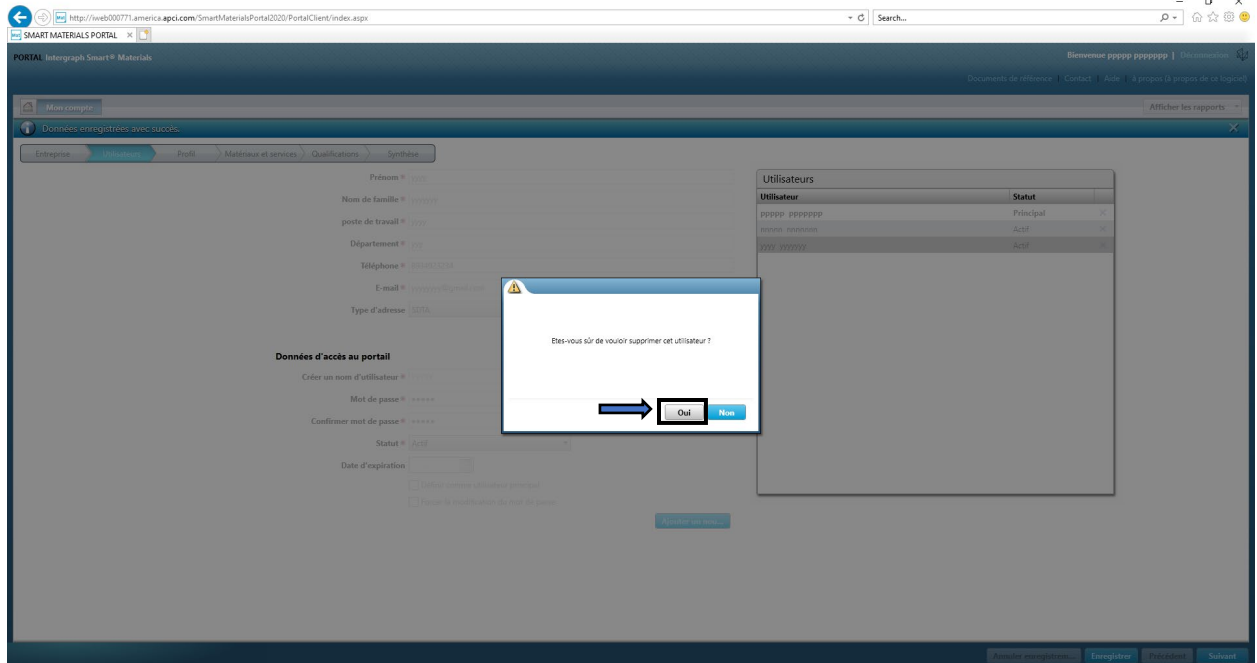 http://iweb000771.america.apci.com/SmartMaterialsPortal2020/PortalClient/index.aspx
Search...
SMART MATERIALS PORTAL
PORTAL Intergraph Smart® Materials
Bienvenue ppppp ppppppp | Déconnexion
Documents de référence | Contact | Aide | à propos (à propos de ce logiciel)
Mon compte
Afficher les rapports
Données enregistrées avec succès.
Entreprise
Utilisateurs
Profil
Matériaux et services
Qualifications
Synthèse
Prénom *
Nom de famille *
poste de travail *
Département *
Téléphone *
E-mail *
Type d'adresse
Données d'accès au portail
Créer un nom d'utilisateur *
Mot de passe *
Confirmer mot de passe *
Statut * Actif
Date d'expiration
Utilisateurs
Utilisateur Statut
ppppp ppppppp Principal
Actif
yyyy yyyyyyy Actif
Etes-vous sûr de vouloir supprimer cet utilisateur ?
Oui
Non
Enregistrer
Précédent
Suivant